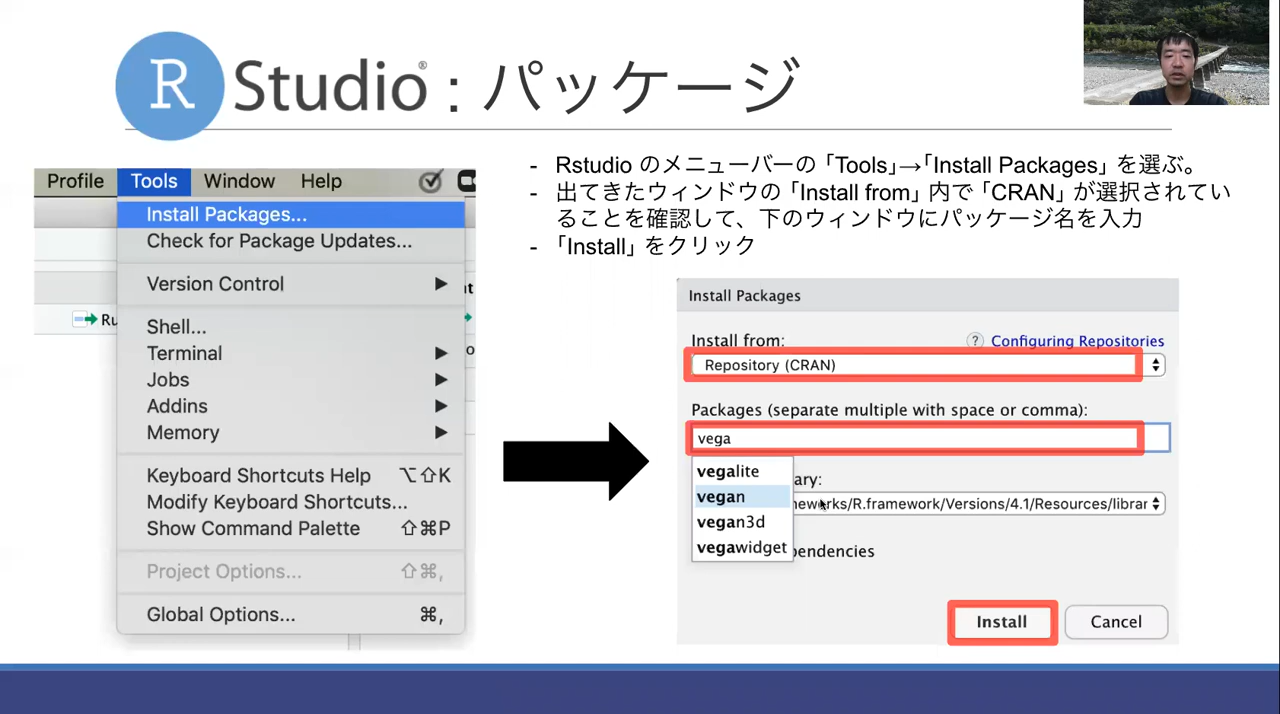 R Studio® : パッケージ
- Rstudio のメニューバーの「Tools」→「Install Packages」を選ぶ。
- 出てきたウィンドウの「Install from」内で「CRAN」が選択されてい
ることを確認して、下のウィンドウにパッケージ名を入力
- 「Install」をクリック
Profile Tools Window Help
Install Packages...
Check for Package Updates...
Version Control
Shell...
Terminal
Jobs
Addins
Memory
Keyboard Shortcuts Help ⌥⇧K
Modify Keyboard Shortcuts...
Show Command Palette ⇧⌘P
Project Options... ⇧⌘,
Global Options... ⌘,
Ru
Install Packages
Install from: ? Configuring Repositories
Repository (CRAN)
Packages (separate multiple with space or comma):
vega
vegalite
vegan
vegan3d
vegawidget
ary:
neworks/R.framework/Versions/4.1/Resources/librar
pendencies
Install Cancel